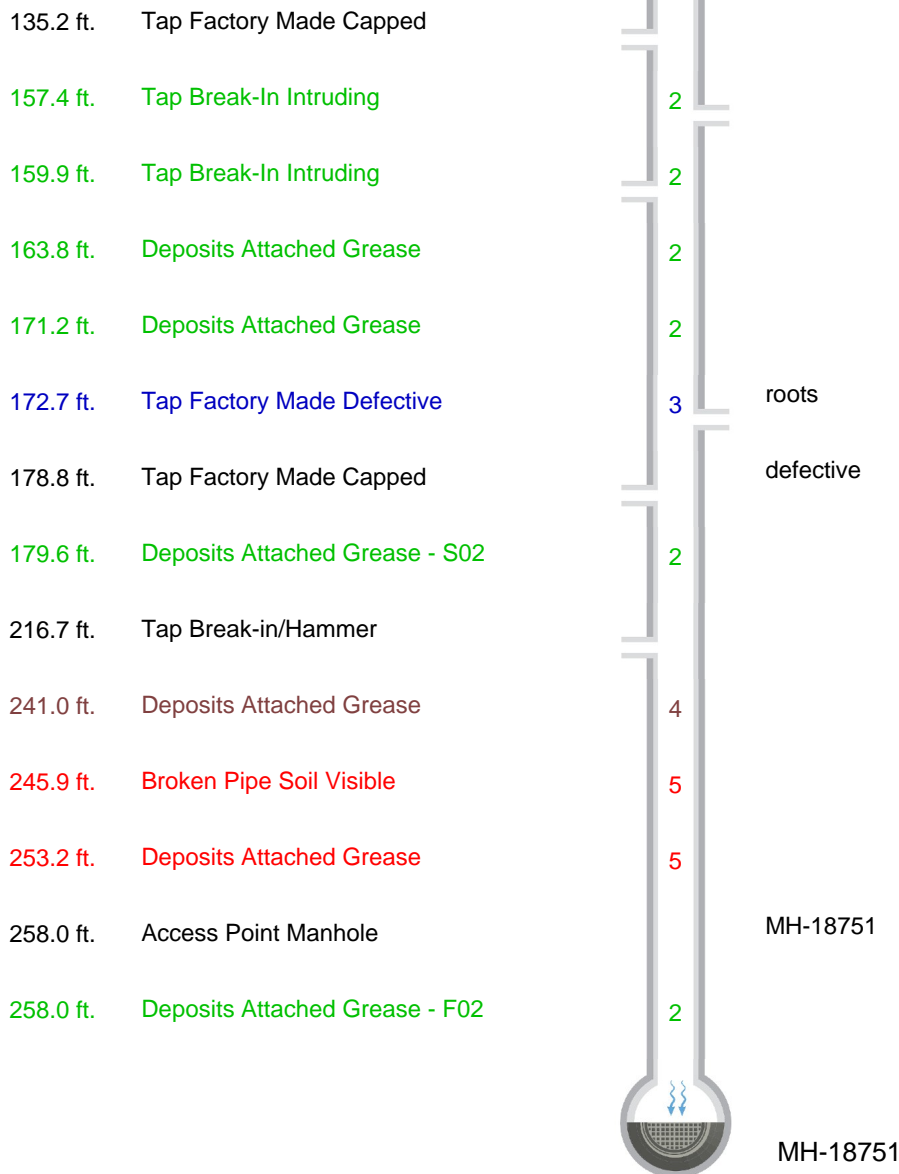 135.2 ft. Tap Factory Made Capped
157.4 ft. Tap Break-In Intruding 2
159.9 ft. Tap Break-In Intruding 2
163.8 ft. Deposits Attached Grease 2
171.2 ft. Deposits Attached Grease 2
172.7 ft. Tap Factory Made Defective 3 roots
178.8 ft. Tap Factory Made Capped defective
179.6 ft. Deposits Attached Grease - S02 2
216.7 ft. Tap Break-in/Hammer
241.0 ft. Deposits Attached Grease 4
245.9 ft. Broken Pipe Soil Visible 5
253.2 ft. Deposits Attached Grease 5
258.0 ft. Access Point Manhole MH-18751
258.0 ft. Deposits Attached Grease - F02 2
MH-18751